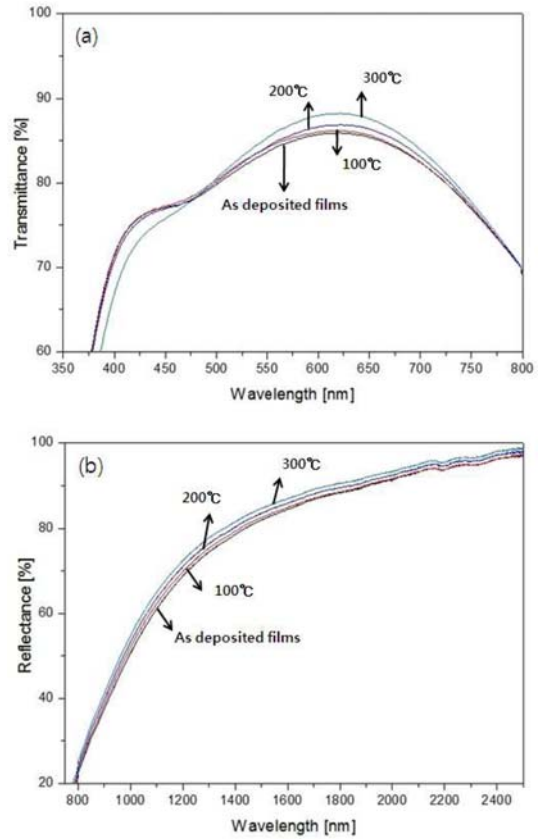 (a)
Transmittance [%]
100
90
80
70
60
200℃
300℃
100℃
As deposited films
350 400 450 500 550 600 650 700 750 800
Wavelength [nm]
(b)
Reflectance [%]
100
80
60
40
20
300℃
200℃
100℃
As deposited films
800 1000 1200 1400 1600 1800 2000 2200 2400
Wavelength [nm]